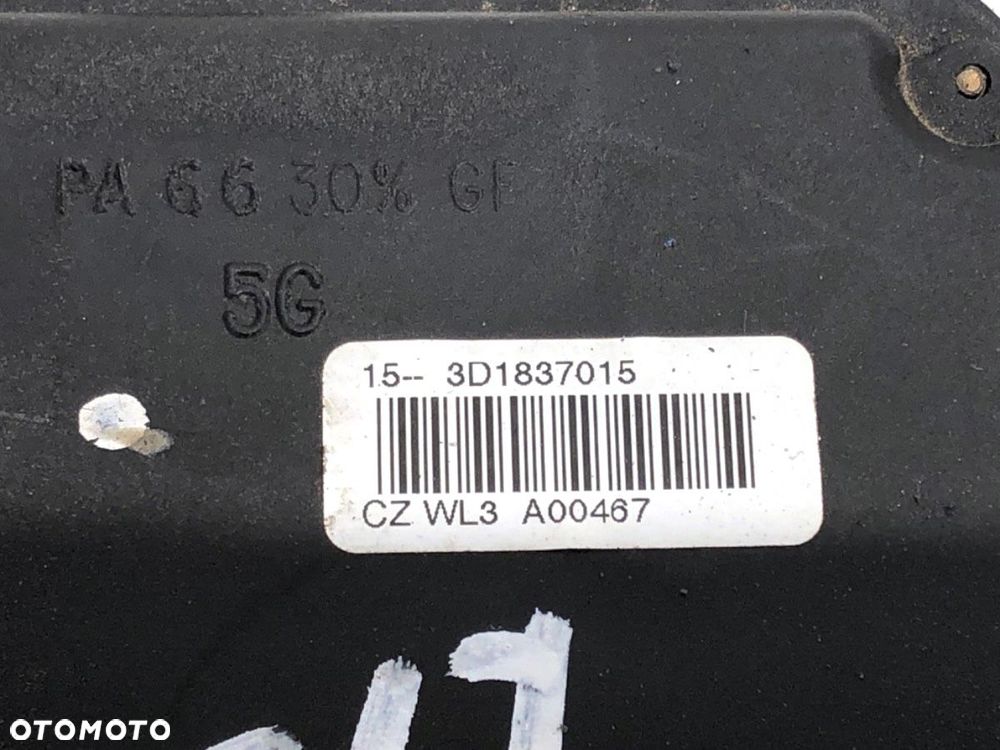 PA 66 30% GF
5G
15-- 3D1837015
CZ WL3 A00467
OTOMOTO